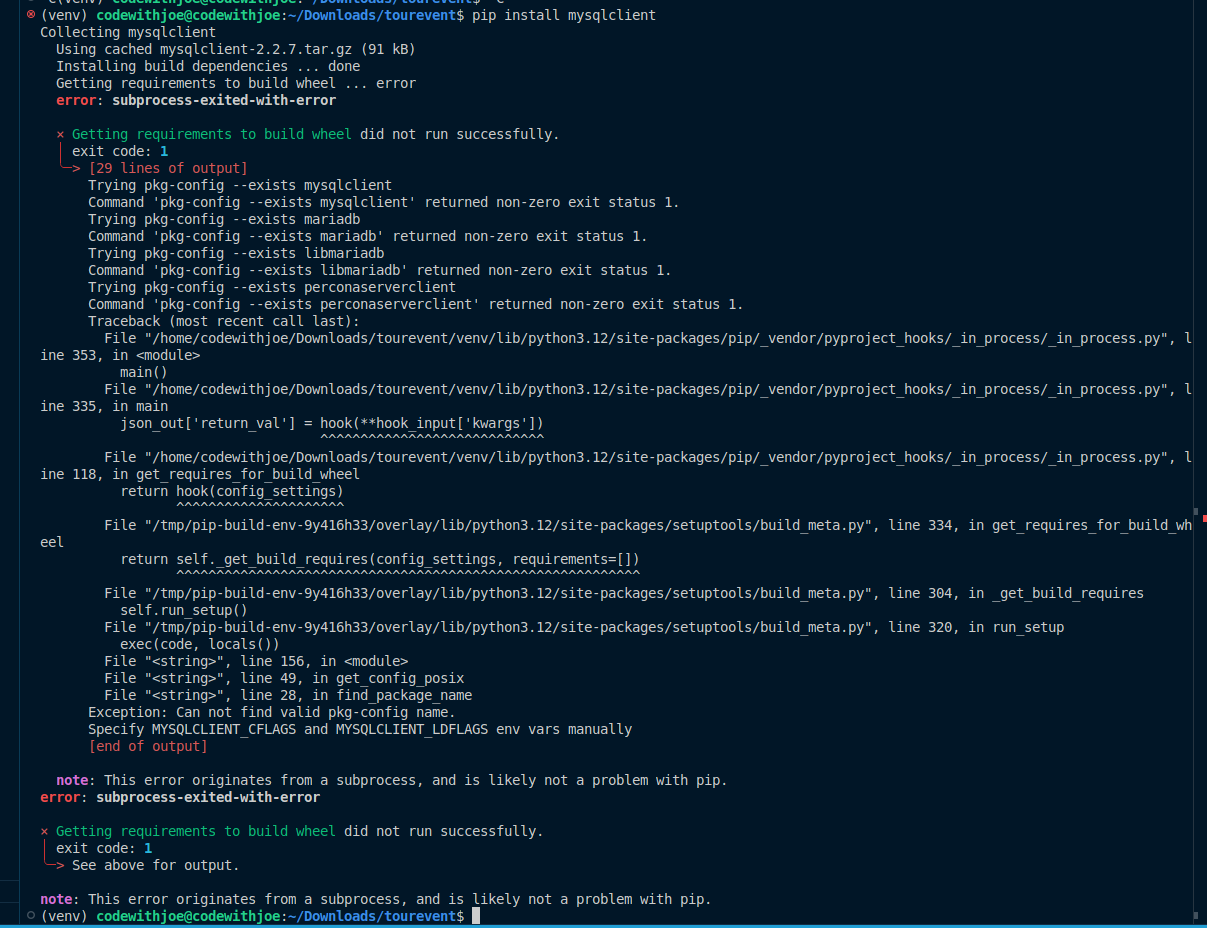 (venv) codewithjoe@codewithjoe:~/Downloads/tourevent$ ^C
(venv) codewithjoe@codewithjoe:~/Downloads/tourevent$ pip install mysqlclient
Collecting mysqlclient
  Using cached mysqlclient-2.2.7.tar.gz (91 kB)
  Installing build dependencies ... done
  Getting requirements to build wheel ... error
  error: subprocess-exited-with-error

  × Getting requirements to build wheel did not run successfully.
  │ exit code: 1
  ╰─> [29 lines of output]
      Trying pkg-config --exists mysqlclient
      Command 'pkg-config --exists mysqlclient' returned non-zero exit status 1.
      Trying pkg-config --exists mariadb
      Command 'pkg-config --exists mariadb' returned non-zero exit status 1.
      Trying pkg-config --exists libmariadb
      Command 'pkg-config --exists libmariadb' returned non-zero exit status 1.
      Trying pkg-config --exists perconaserverclient
      Command 'pkg-config --exists perconaserverclient' returned non-zero exit status 1.
      Traceback (most recent call last):
        File "/home/codewithjoe/Downloads/tourevent/venv/lib/python3.12/site-packages/pip/_vendor/pyproject_hooks/_in_process/_in_process.py", l
ine 353, in <module>
          main()
        File "/home/codewithjoe/Downloads/tourevent/venv/lib/python3.12/site-packages/pip/_vendor/pyproject_hooks/_in_process/_in_process.py", l
ine 335, in main
          json_out['return_val'] = hook(**hook_input['kwargs'])
                                   ^^^^^^^^^^^^^^^^^^^^^^^^^^^^
        File "/home/codewithjoe/Downloads/tourevent/venv/lib/python3.12/site-packages/pip/_vendor/pyproject_hooks/_in_process/_in_process.py", l
ine 118, in get_requires_for_build_wheel
          return hook(config_settings)
                 ^^^^^^^^^^^^^^^^^^^^^
        File "/tmp/pip-build-env-9y416h33/overlay/lib/python3.12/site-packages/setuptools/build_meta.py", line 334, in get_requires_for_build_wh
eel
          return self._get_build_requires(config_settings, requirements=[])
                 ^^^^^^^^^^^^^^^^^^^^^^^^^^^^^^^^^^^^^^^^^^^^^^^^^^^^^^^^^^
        File "/tmp/pip-build-env-9y416h33/overlay/lib/python3.12/site-packages/setuptools/build_meta.py", line 304, in _get_build_requires
          self.run_setup()
        File "/tmp/pip-build-env-9y416h33/overlay/lib/python3.12/site-packages/setuptools/build_meta.py", line 320, in run_setup
          exec(code, locals())
        File "<string>", line 156, in <module>
        File "<string>", line 49, in get_config_posix
        File "<string>", line 28, in find_package_name
      Exception: Can not find valid pkg-config name.
      Specify MYSQLCLIENT_CFLAGS and MYSQLCLIENT_LDFLAGS env vars manually
      [end of output]

  note: This error originates from a subprocess, and is likely not a problem with pip.
error: subprocess-exited-with-error

× Getting requirements to build wheel did not run successfully.
│ exit code: 1
╰─> See above for output.

note: This error originates from a subprocess, and is likely not a problem with pip.
(venv) codewithjoe@codewithjoe:~/Downloads/tourevent$